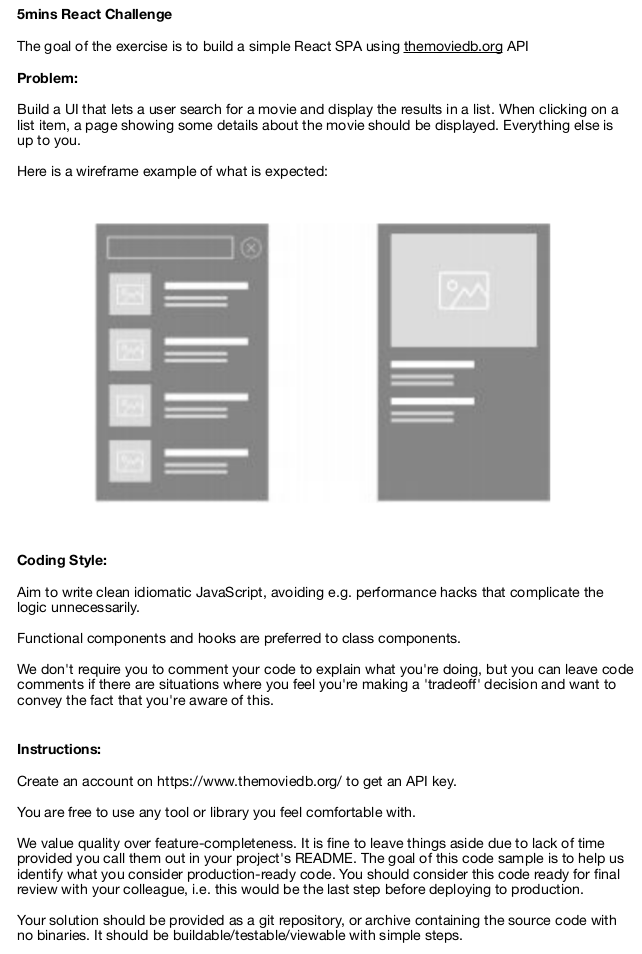 5mins React Challenge
The goal of the exercise is to build a simple React SPA using themoviedb.org API
Problem:
Build a UI that lets a user search for a movie and display the results in a list. When clicking on a
list item, a page showing some details about the movie should be displayed. Everything else is
up to you.
Here is a wireframe example of what is expected:
Coding Style:
Aim to write clean idiomatic JavaScript, avoiding e.g. performance hacks that complicate the
logic unnecessarily.
Functional components and hooks are preferred to class components.
We don't require you to comment your code to explain what you're doing, but you can leave code
comments if there are situations where you feel you're making a 'tradeoff' decision and want to
convey the fact that you're aware of this.
Instructions:
Create an account on https://www.themoviedb.org/ to get an API key.
You are free to use any tool or library you feel comfortable with.
We value quality over feature-completeness. It is fine to leave things aside due to lack of time
provided you call them out in your project's README. The goal of this code sample is to help us
identify what you consider production-ready code. You should consider this code ready for final
review with your colleague, i.e. this would be the last step before deploying to production.
Your solution should be provided as a git repository, or archive containing the source code with
no binaries. It should be buildable/testable/viewable with simple steps.